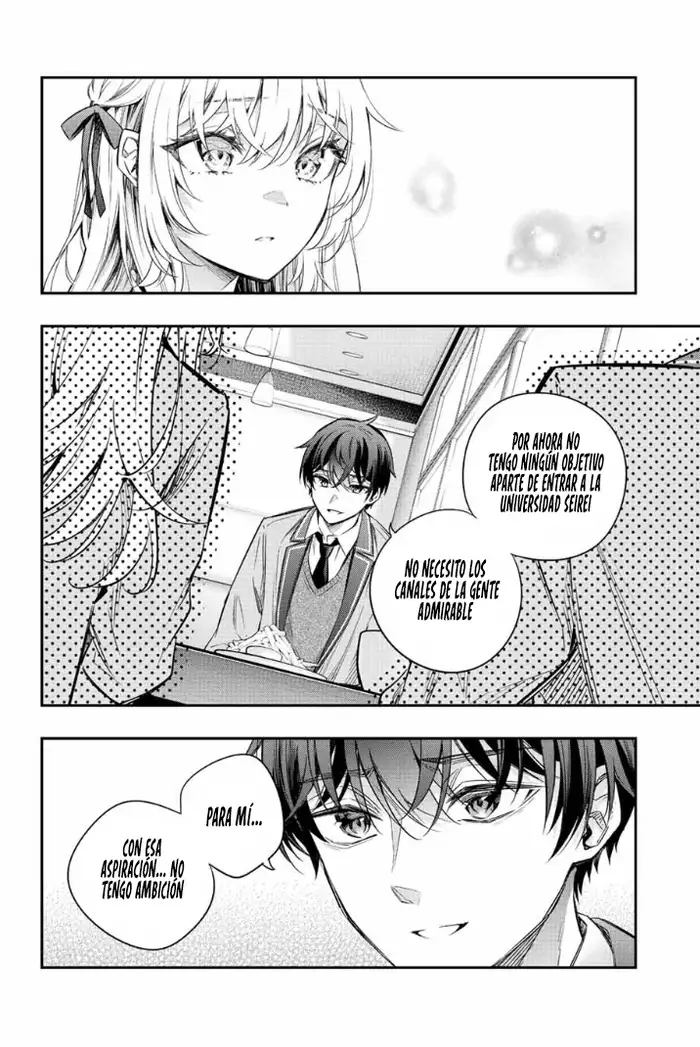 POR AHORA NO
TENGO NINGÚN OBJETIVO
APARTE DE ENTRAR A LA
UNIVERSIDAD SEIREI
NO NECESITO LOS
CANALES DE LA GENTE
ADMIRABLE
PARA MÍ...
CON ESA
ASPIRACIÓN... NO
TENGO AMBICIÓN